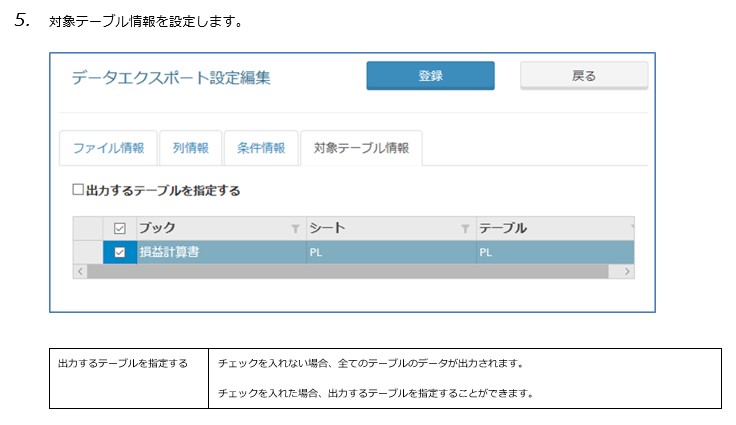 5. 対象テーブル情報を設定します。
データエクスポート設定編集 登録 戻る
ファイル情報 列情報 条件情報 対象テーブル情報
出力するテーブルを指定する
ブック シート テーブル
損益計算書 PL PL
出力するテーブルを指定する チェックを入れない場合、全てのテーブルのデータが出力されます。
チェックを入れた場合、出力するテーブルを指定することができます。